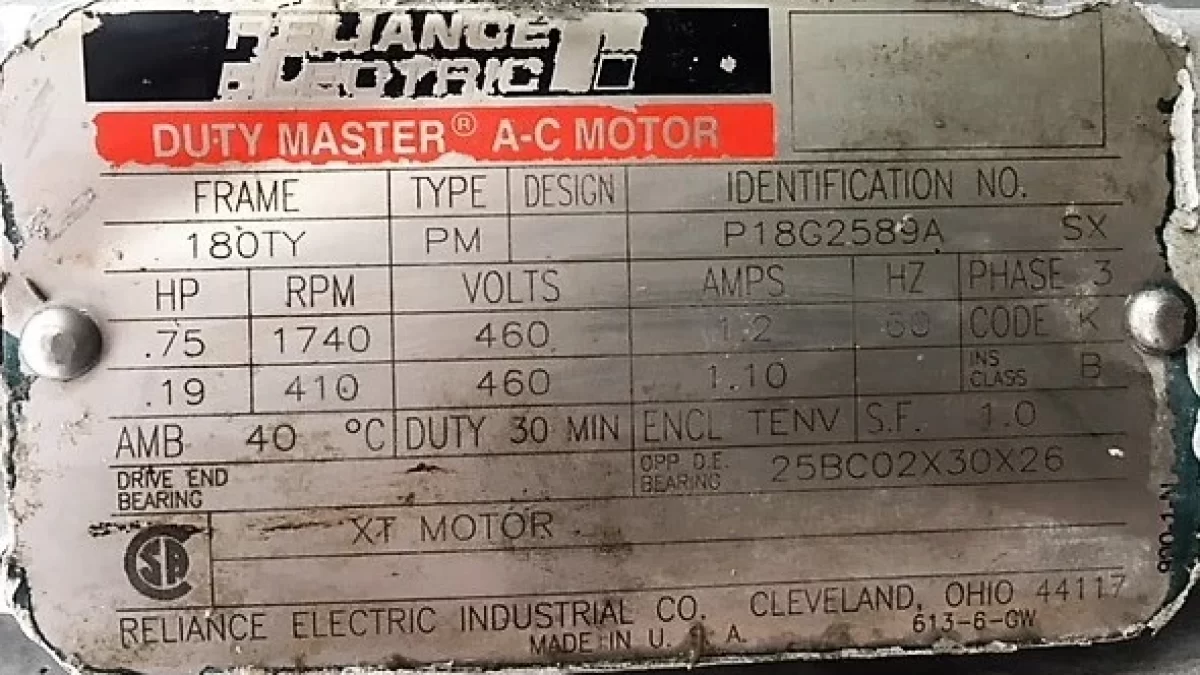 RELIANCE
ELECTRIC
DUTY MASTER® A-C MOTOR
FRAME TYPE DESIGN IDENTIFICATION NO.
180TY PM P18G2589A SX
HP RPM VOLTS AMPS HZ PHASE 3
.75 1740 460 1.2 60 CODE K
.19 410 460 1.10 INS CLASS B
AMB 40 °C DUTY 30 MIN ENCL TENV S.F. 1.0
DRIVE END BEARING OPP D.E. BEARING 25BC02X30X26
XT MOTOR
RELIANCE ELECTRIC INDUSTRIAL CO. CLEVELAND, OHIO 44117
MADE IN U. S. A. 613-6-GW